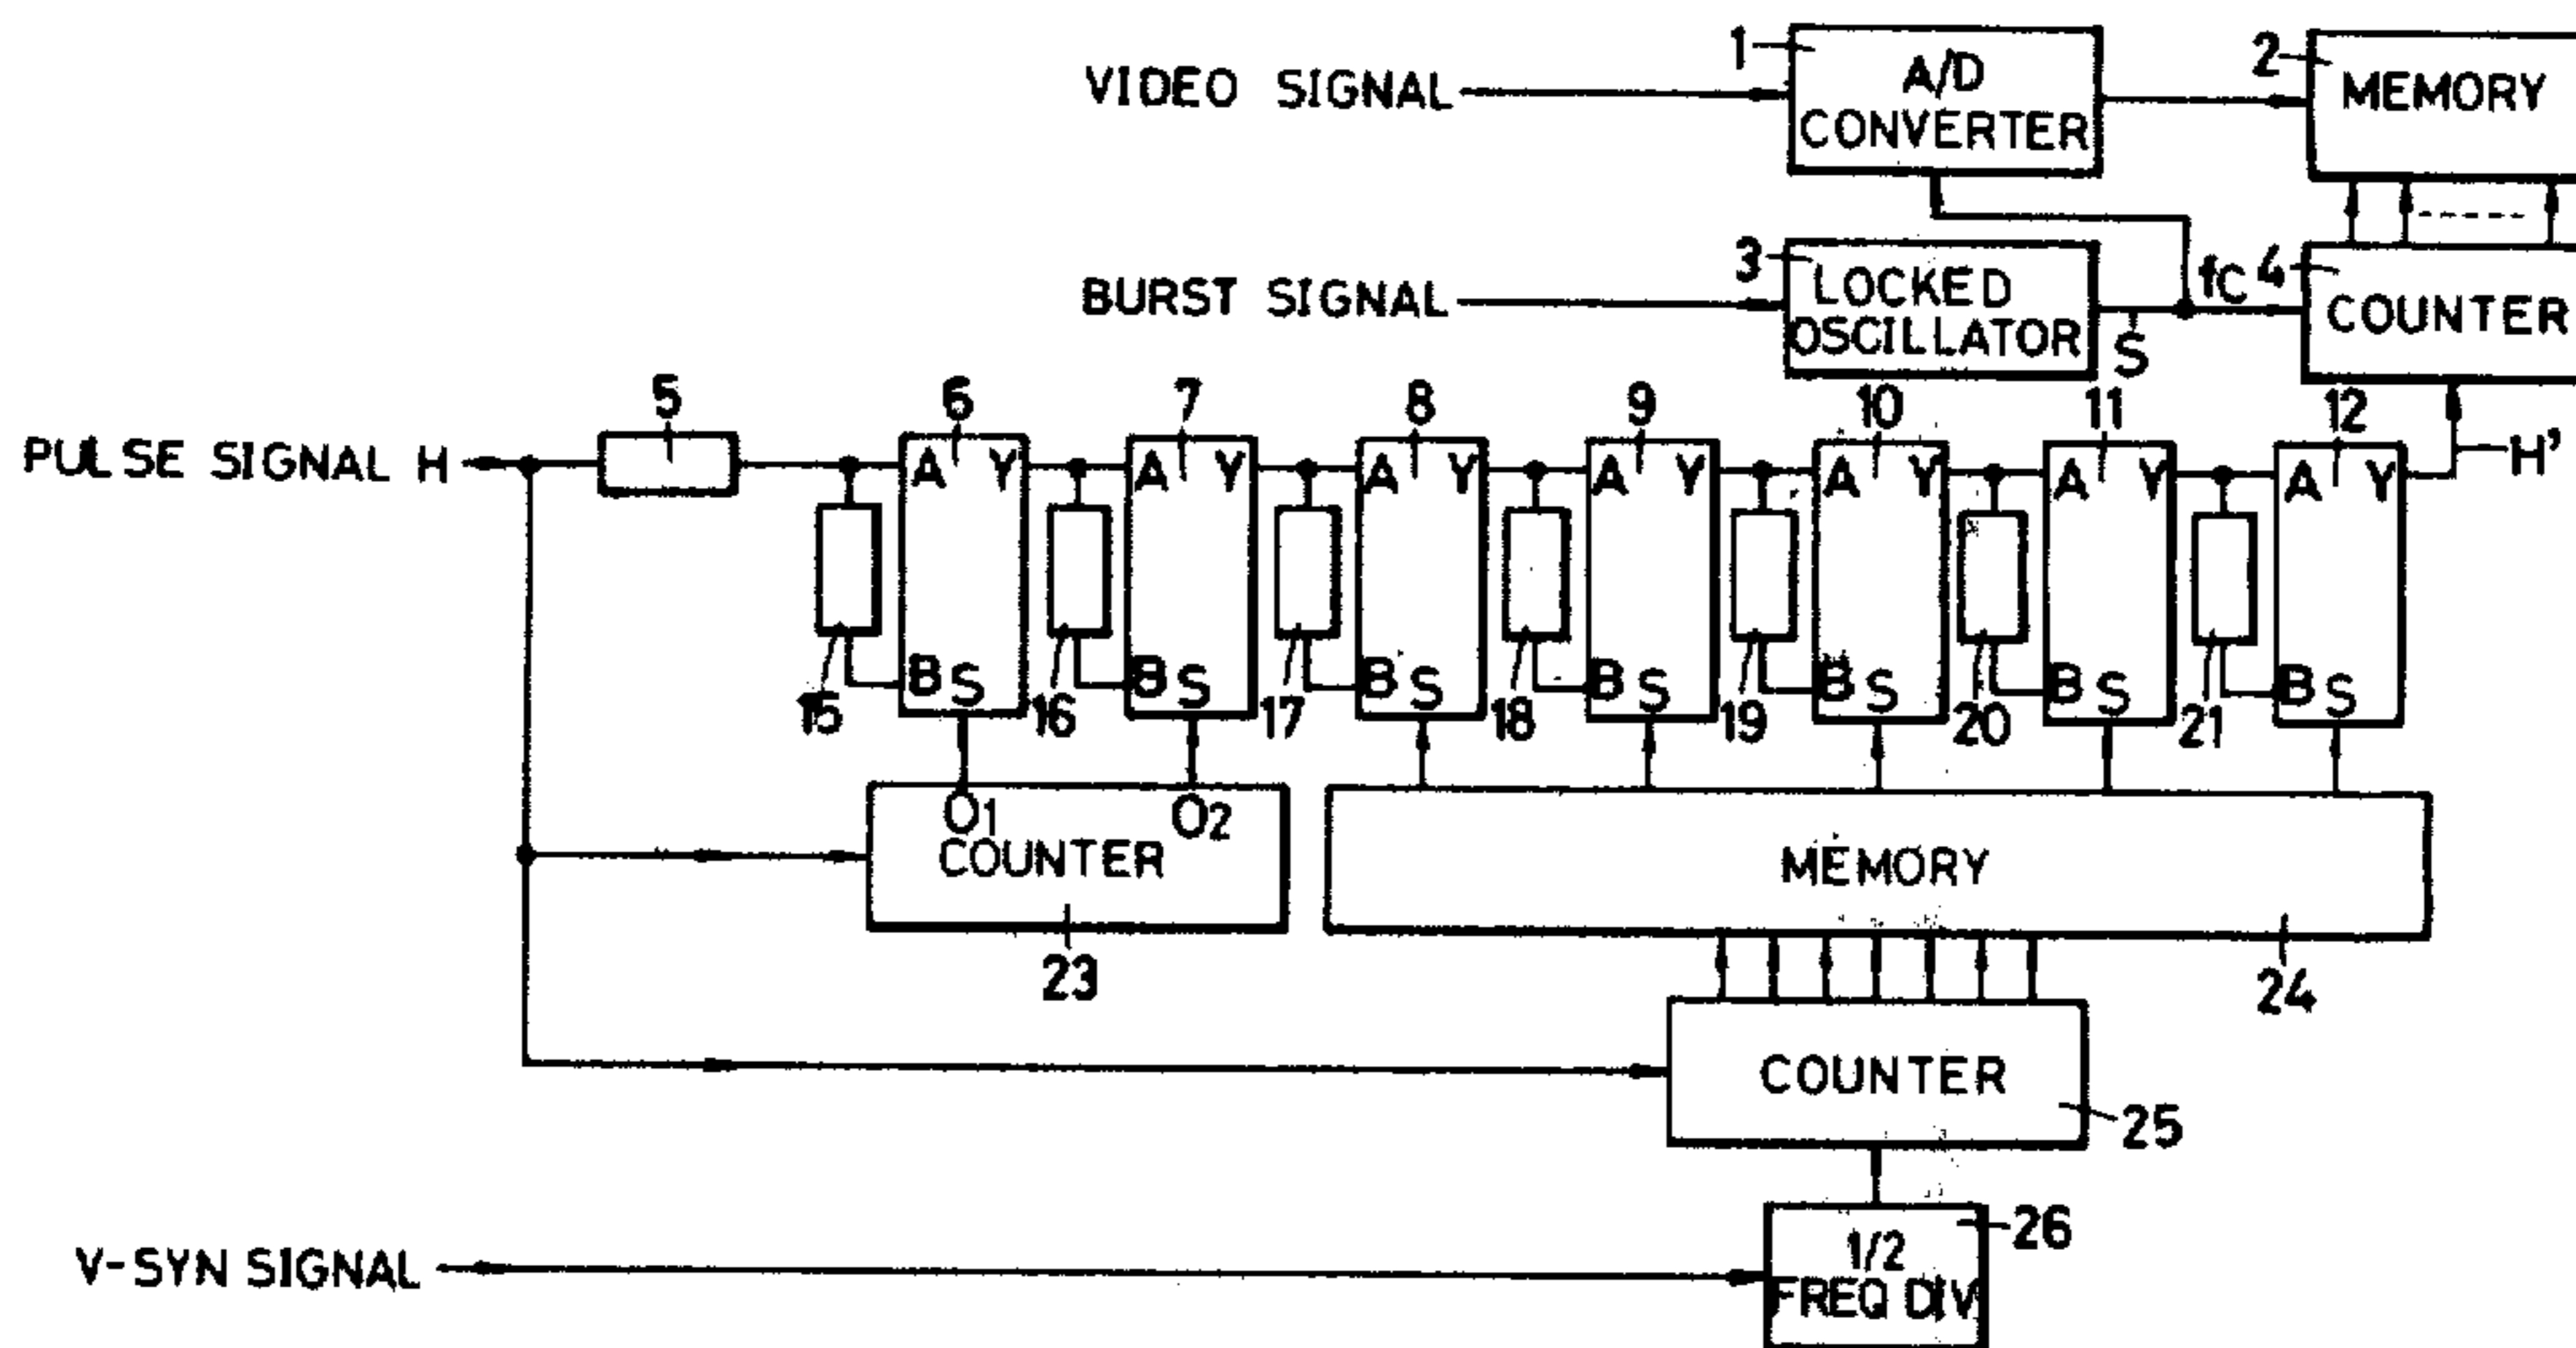 1
A/D
CONVERTER
2
MEMORY
VIDEO SIGNAL
3
LOCKED
OSCILLATOR
fC
4
COUNTER
BURST SIGNAL
S
PULSE SIGNAL H
5
6
7
8
9
10
11
12
H'
A Y
A Y
A Y
A Y
A Y
A Y
A Y
B S
B S
B S
B S
B S
B S
B S
15
16
17
18
19
20
21
O1
O2
COUNTER
23
MEMORY
24
COUNTER
25
V-SYN SIGNAL
1/2
FREQ DIV
26